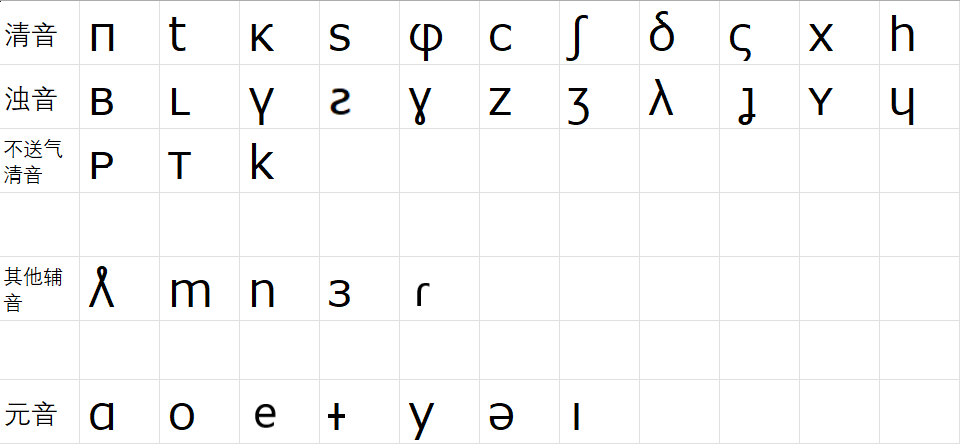 清音 п t к s φ c ʃ δ ς x h
浊音 ʙ ʟ γ ƨ ɣ z ʒ λ ʇ ʏ ɥ
不送气
清音 ᴘ ᴛ k
其他辅
音 ʎ m n ɜ ɾ
元音 ɑ o e ɫ y ə ı